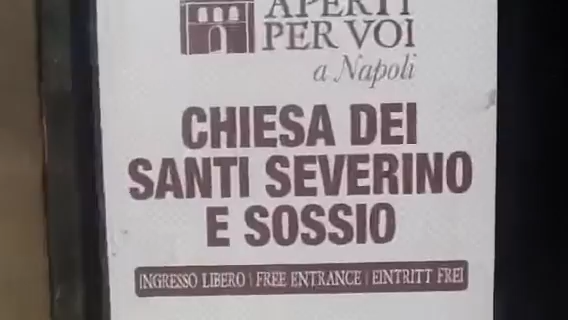 APERTI
PER VOI
a Napoli
CHIESA DEI
SANTI SEVERINO
E SOSSIO
INGRESSO LIBERO | FREE ENTRANCE | EINTRITT FREI